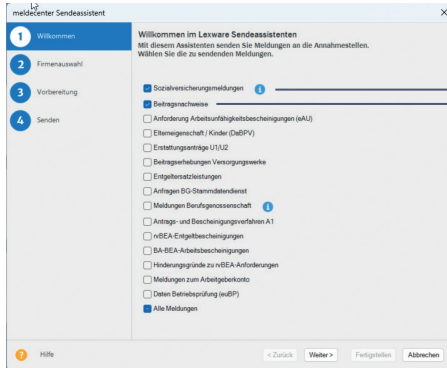 meldecenter Sendeassistent
1 Willkommen
2 Firmenauswahl
3 Vorbereitung
4 Senden
Willkommen im Lexware Sendeassistenten
Mit diesem Assistenten senden Sie Meldungen an die Annahmestellen.
Wählen Sie die zu sendenden Meldungen.
Sozialversicherungsmeldungen
Beitragsnachweise
Anforderung Arbeitsunfähigkeitsbescheinigungen (eAU)
Elterneigenschaft / Kinder (DaBPV)
Erstattungsanträge U1/U2
Beitragserhebungen Versorgungswerke
Entgeltersatzleistungen
Anfragen BG-Stammdatendienst
Meldungen Berufsgenossenschaft
Antrags- und Bescheinigungsverfahren A1
rvBEA-Entgeltbescheinigungen
BA-BEA-Arbeitsbescheinigungen
Hinderungsgründe zu rvBEA-Anforderungen
Meldungen zum Arbeitgeberkonto
Daten Betriebsprüfung (euBP)
Alle Meldungen
? Hilfe
< Zurück Weiter > Fertigstellen Abbrechen